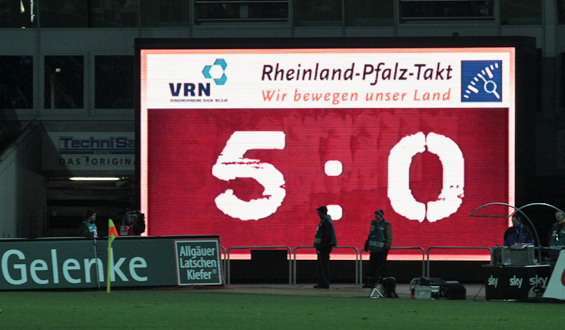 VRN
Rheinland-Pfalz-Takt
Wir bewegen unser Land
5:0
TechniSa
DAS ORIGINAL
Gelenke
Allgäuer
Latschen
Kiefer
sky
sky
sky